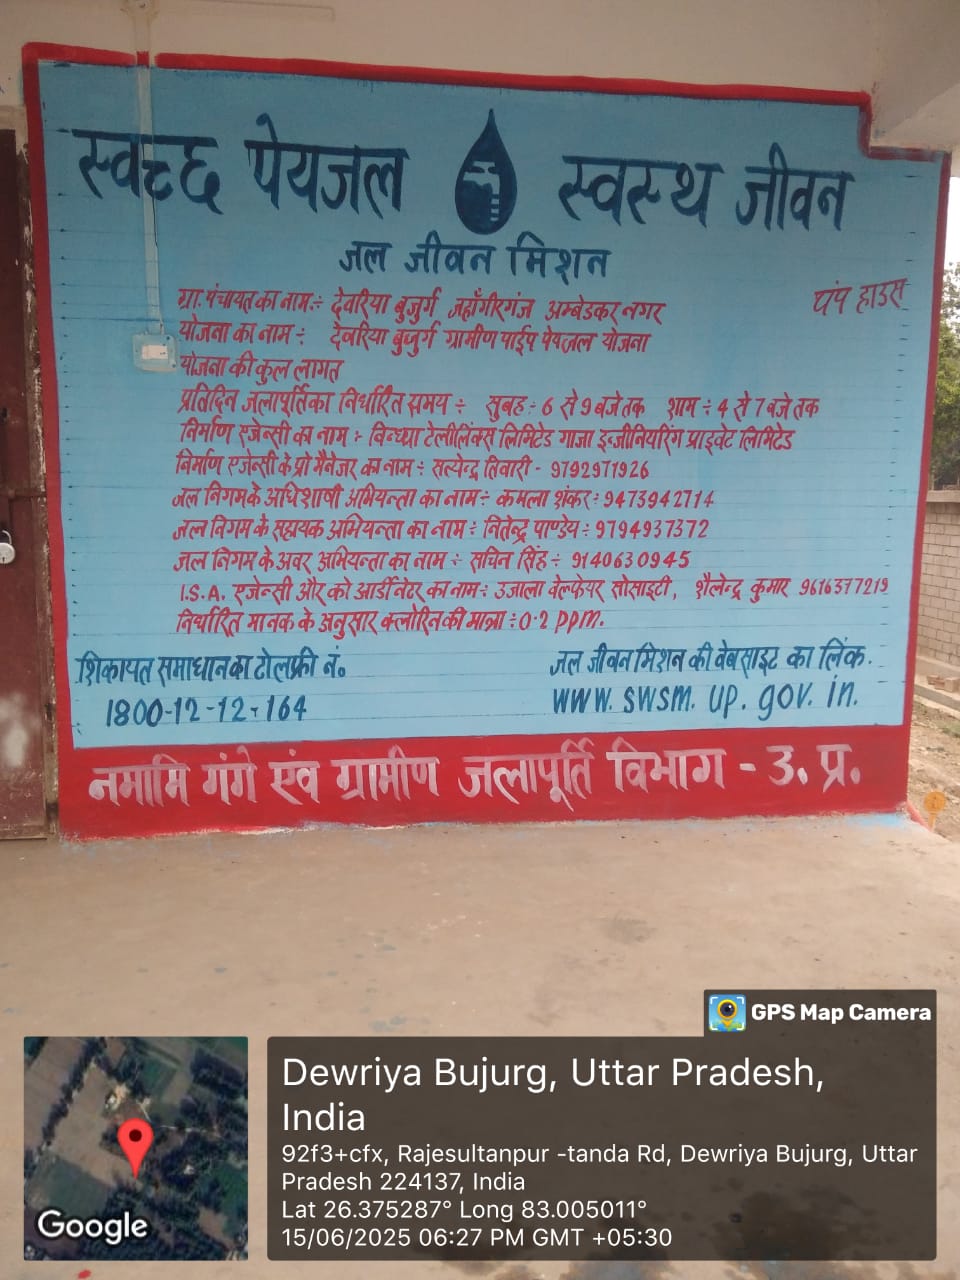 स्वच्छ पेयजल स्वस्थ जीवन
जल जीवन मिशन
पंप हाउस
ग्रा. पंचायत का नाम ÷ देवरिया बुजुर्ग जहाँगीरगंज अम्बेडकर नगर
योजना का नाम ÷ देवरिया बुजुर्ग ग्रामीण पाईप पेयजल योजना
योजना की कुल लागत
प्रतिदिन जलापूर्ति का निर्धारित समय ÷ सुबह ÷ 6 से 9 बजे तक शाम ÷ 4 से 7 बजे तक
निर्माण एजेन्सी का नाम ÷ विन्ध्या टेलीलिंक्स लिमिटेड गाजा इन्जीनियरिंग प्राइवेट लिमिटेड
निर्माण एजेन्सी के प्रो मैनेजर का नाम ÷ सत्येन्द्र तिवारी - 9792971926
जल निगम के अधिशाषी अभियन्ता का नाम ÷ कमला शंकर ÷ 9473942714
जल निगम के सहायक अभियन्ता का नाम ÷ नितेन्द्र पाण्डेय ÷ 9794937372
जल निगम के अवर अभियन्ता का नाम ÷ सचिन सिंह ÷ 9140630945
I.S.A. एजेन्सी और को आर्डीनेटर का नाम ÷ उजाला वेल्फेयर सोसाइटी, शैलेन्द्र कुमार 9616377219
निर्धारित मानक के अनुसार क्लोरिन की मात्रा ÷ 0.2 ppm.
शिकायत समाधान का टोलफ्री नं०
1800-12-12-164
जल जीवन मिशन की वेबसाइट का लिंक.
www. swsm. up. gov. in.
नमामि गंगे एंव ग्रामीण जलापूर्ति विभाग - उ. प्र.
GPS Map Camera
Dewriya Bujurg, Uttar Pradesh,
India
92f3+cfx, Rajesultanpur -tanda Rd, Dewriya Bujurg, Uttar
Pradesh 224137, India
Lat 26.375287° Long 83.005011°
15/06/2025 06:27 PM GMT +05:30
Google